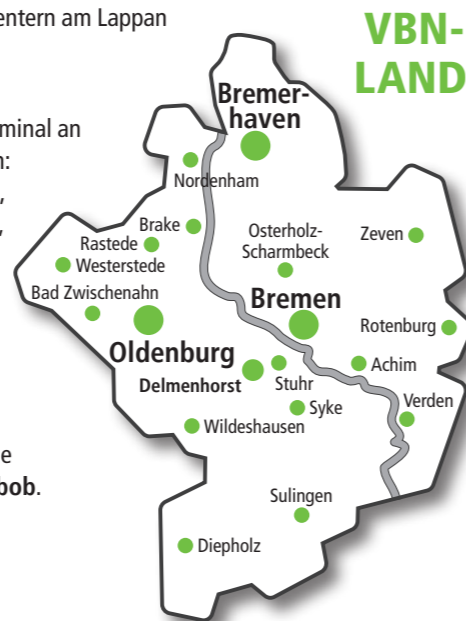 entern am Lappan
VBN-
LAND
minal an
n:
,
,
e
bob.
Bremer-
haven
Nordenham
Brake
Rastede
Westerstede
Bad Zwischenahn
Osterholz-
Scharmbeck
Zeven
Bremen
Rotenburg
Oldenburg
Achim
Delmenhorst
Stuhr
Syke
Verden
Wildeshausen
Sulingen
Diepholz